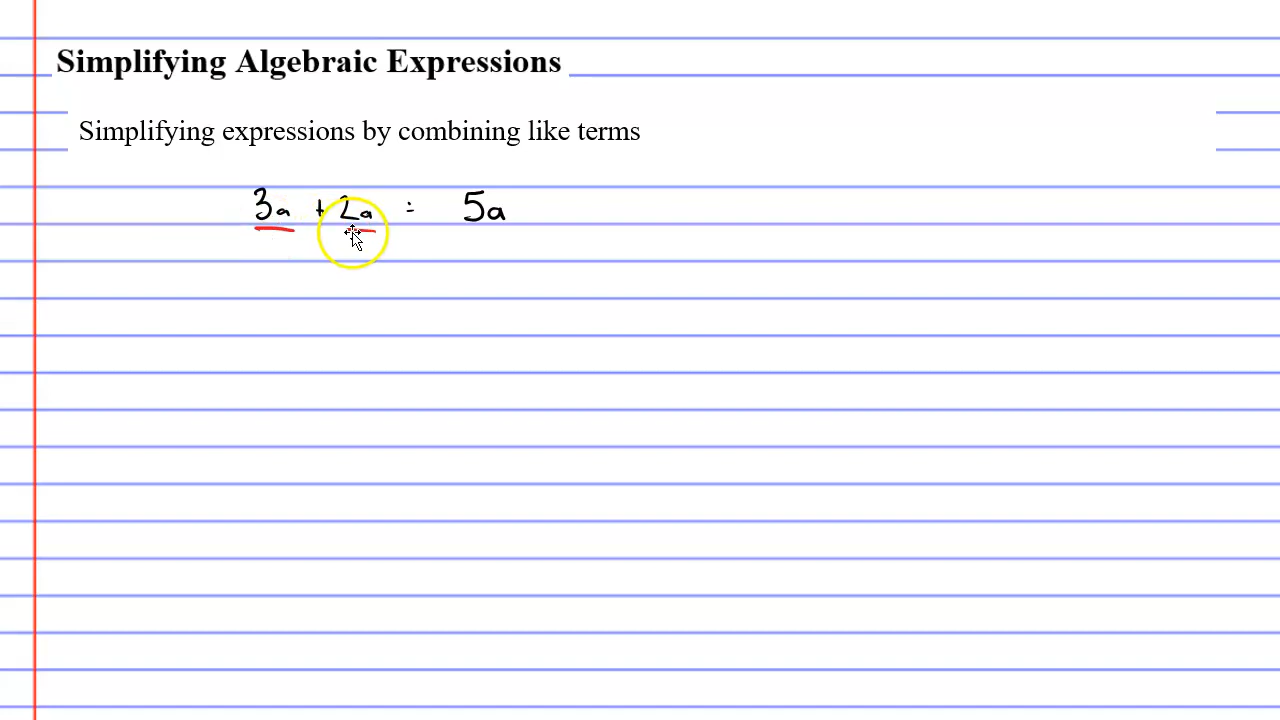 Simplifying Algebraic Expressions
Simplifying expressions by combining like terms
3a + 2a = 5a